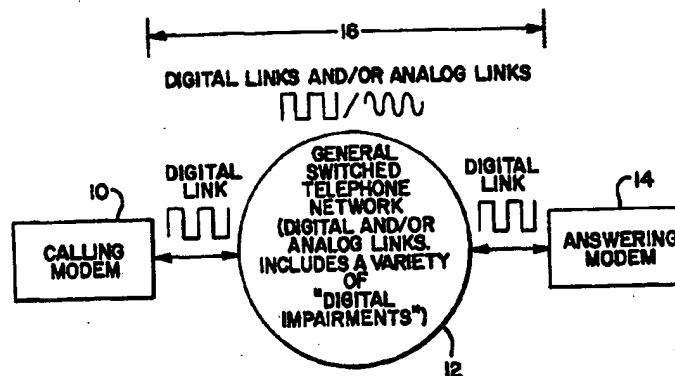 16
DIGITAL LINKS AND/OR ANALOG LINKS
DIGITAL
LINK
10
CALLING
MODEM
GENERAL
SWITCHED
TELEPHONE
NETWORK
(DIGITAL AND/OR
ANALOG LINKS.
INCLUDES A VARIETY
OF
"DIGITAL
IMPAIRMENTS")
12
DIGITAL
LINK
14
ANSWERING
MODEM